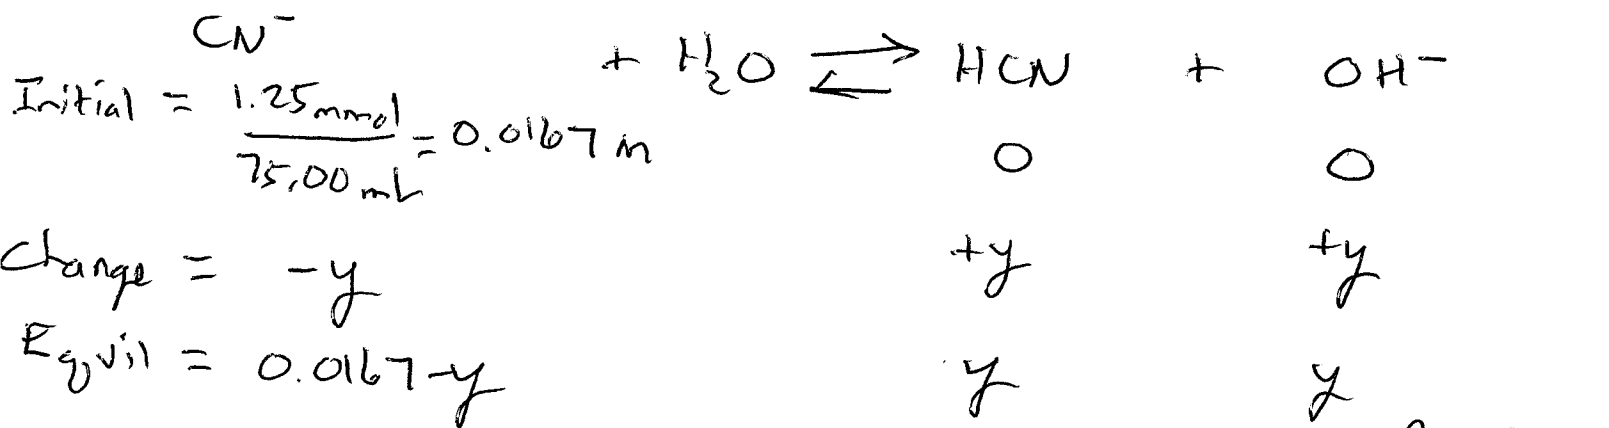 CN⁻ + H₂O ⇌ HCN + OH⁻
Initial = 1.25 mmol / 75.00 mL = 0.0167 m 0 0
Change = -y +y +y
Equil = 0.0167-y y y